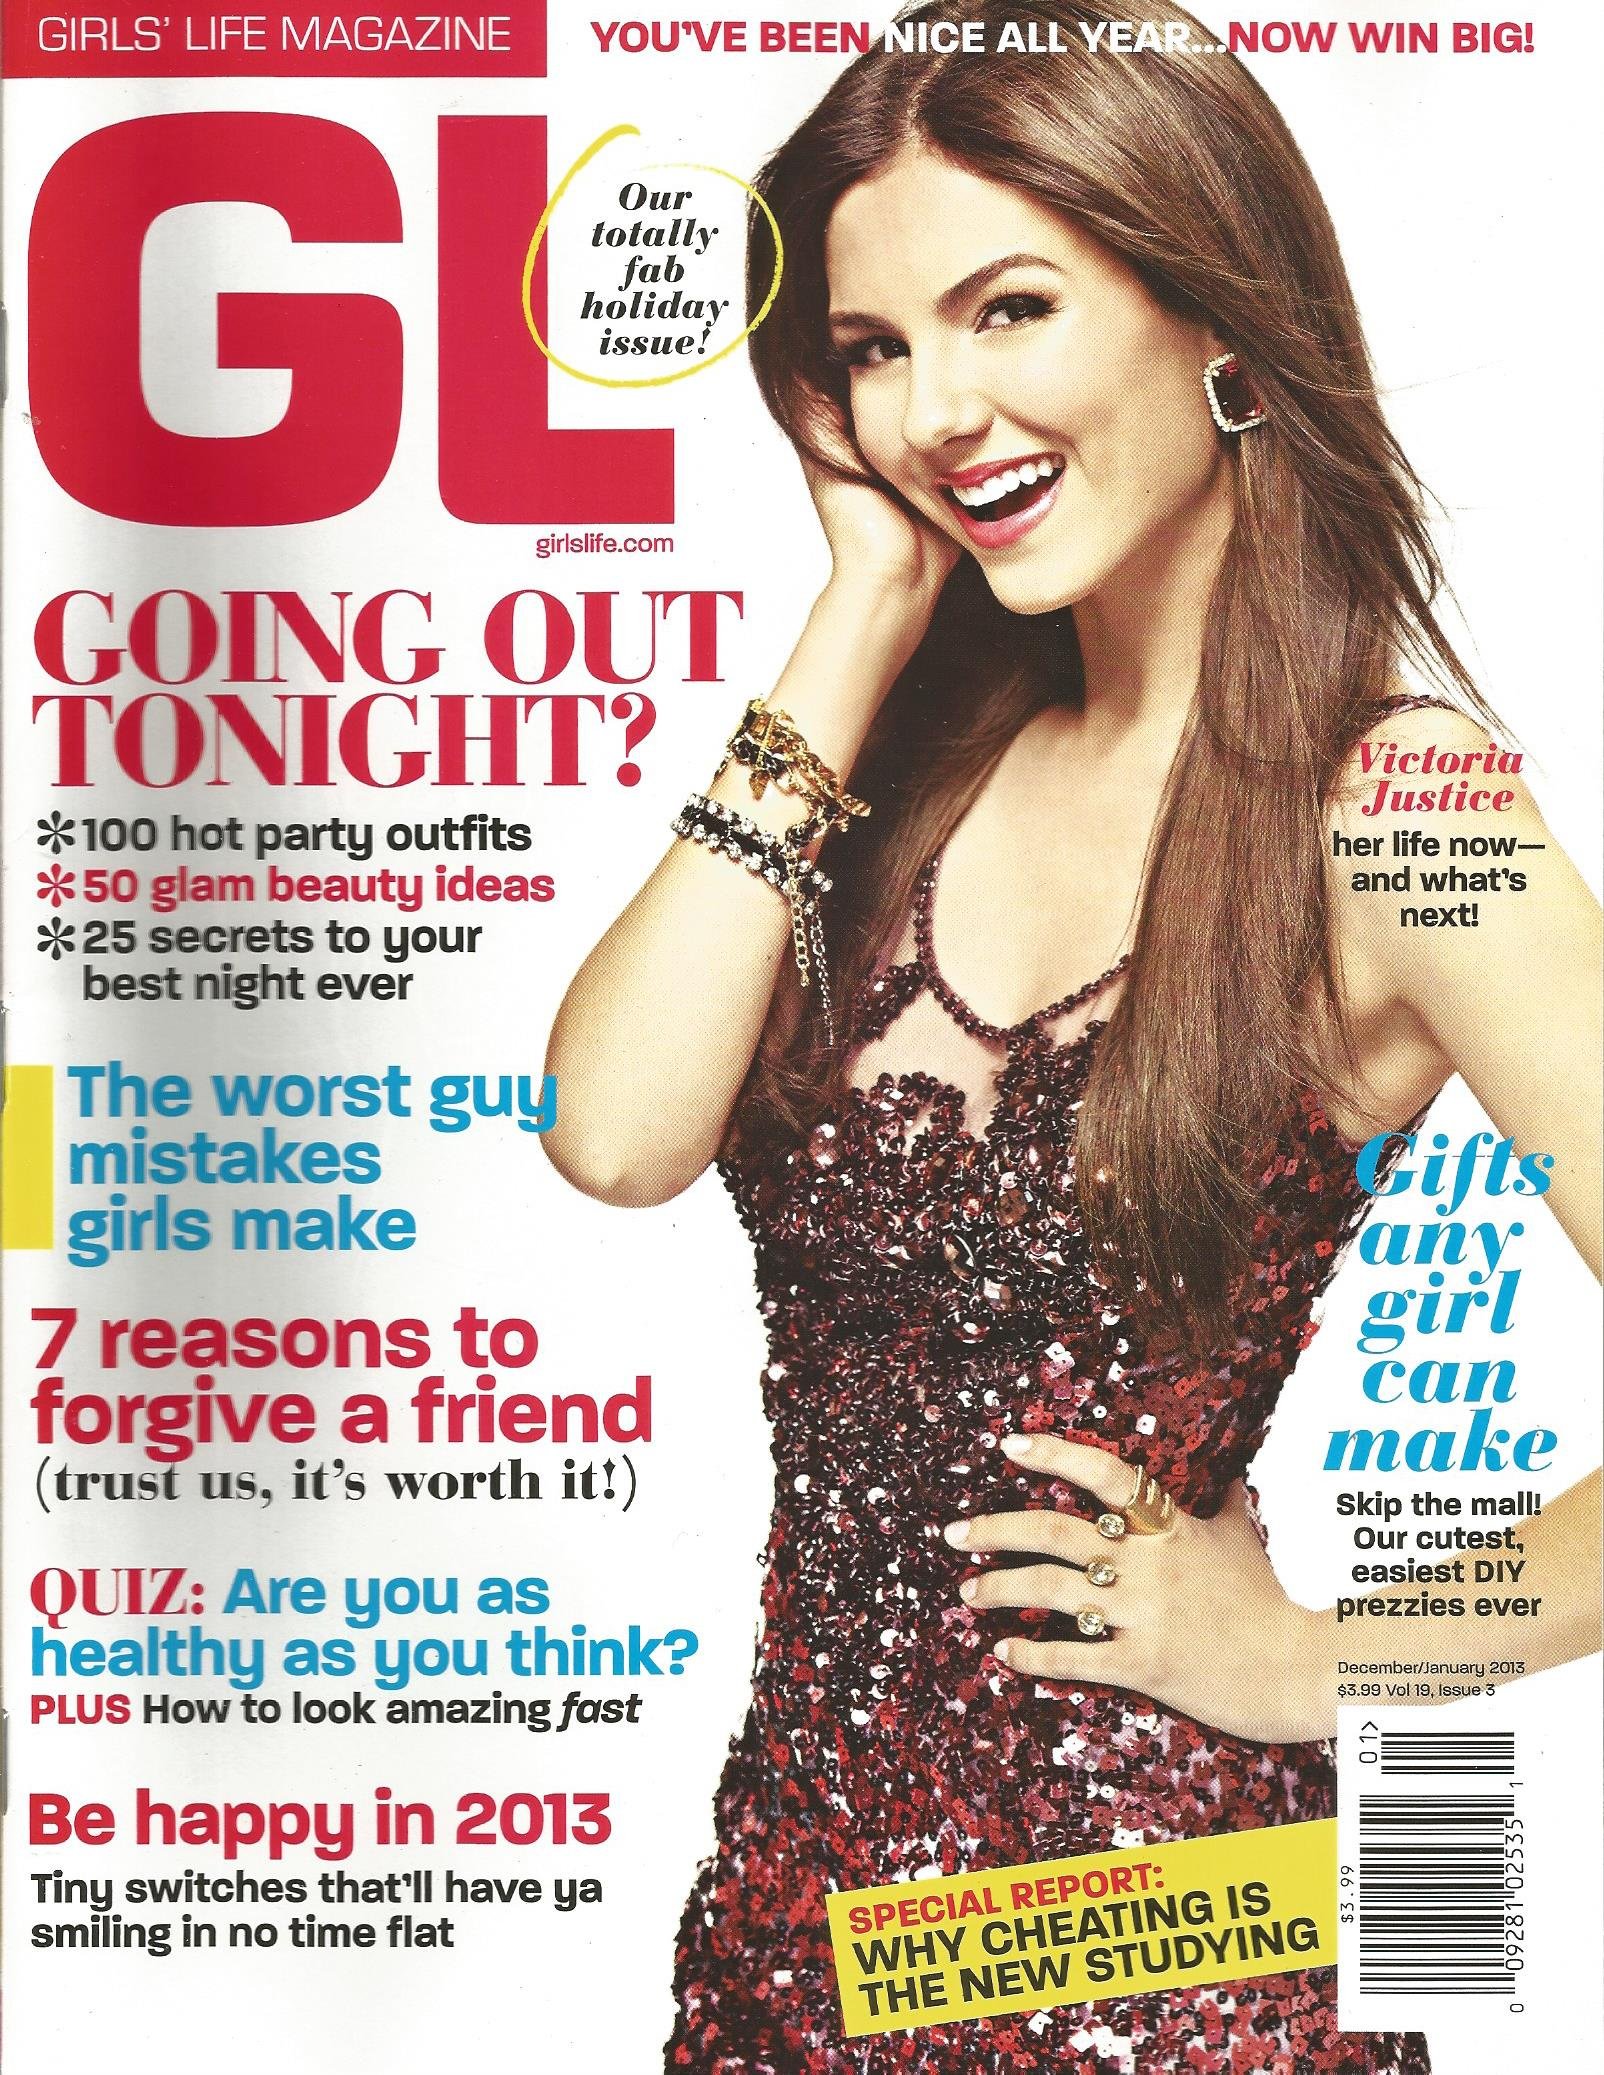 GIRLS' LIFE MAGAZINE
YOU'VE BEEN NICE ALL YEAR...NOW WIN BIG!
GL
Our
totally
fab
holiday
issue!
girlslife.com
GOING OUT
TONIGHT?
*100 hot party outfits
*50 glam beauty ideas
*25 secrets to your
best night ever
The worst guy
mistakes
girls make
7 reasons to
forgive a friend
(trust us, it's worth it!)
QUIZ: Are you as
healthy as you think?
PLUS How to look amazing fast
Be happy in 2013
Tiny switches that'll have ya
smiling in no time flat
Victoria
Justice
her life now—
and what's
next!
Gifts
any
girl
can
make
Skip the mall!
Our cutest,
easiest DIY
prezzies ever
December/January 2013
$3.99 Vol 19, Issue 3
01>
$3.99
0 09281 02535 1
SPECIAL REPORT:
WHY CHEATING IS
THE NEW STUDYING